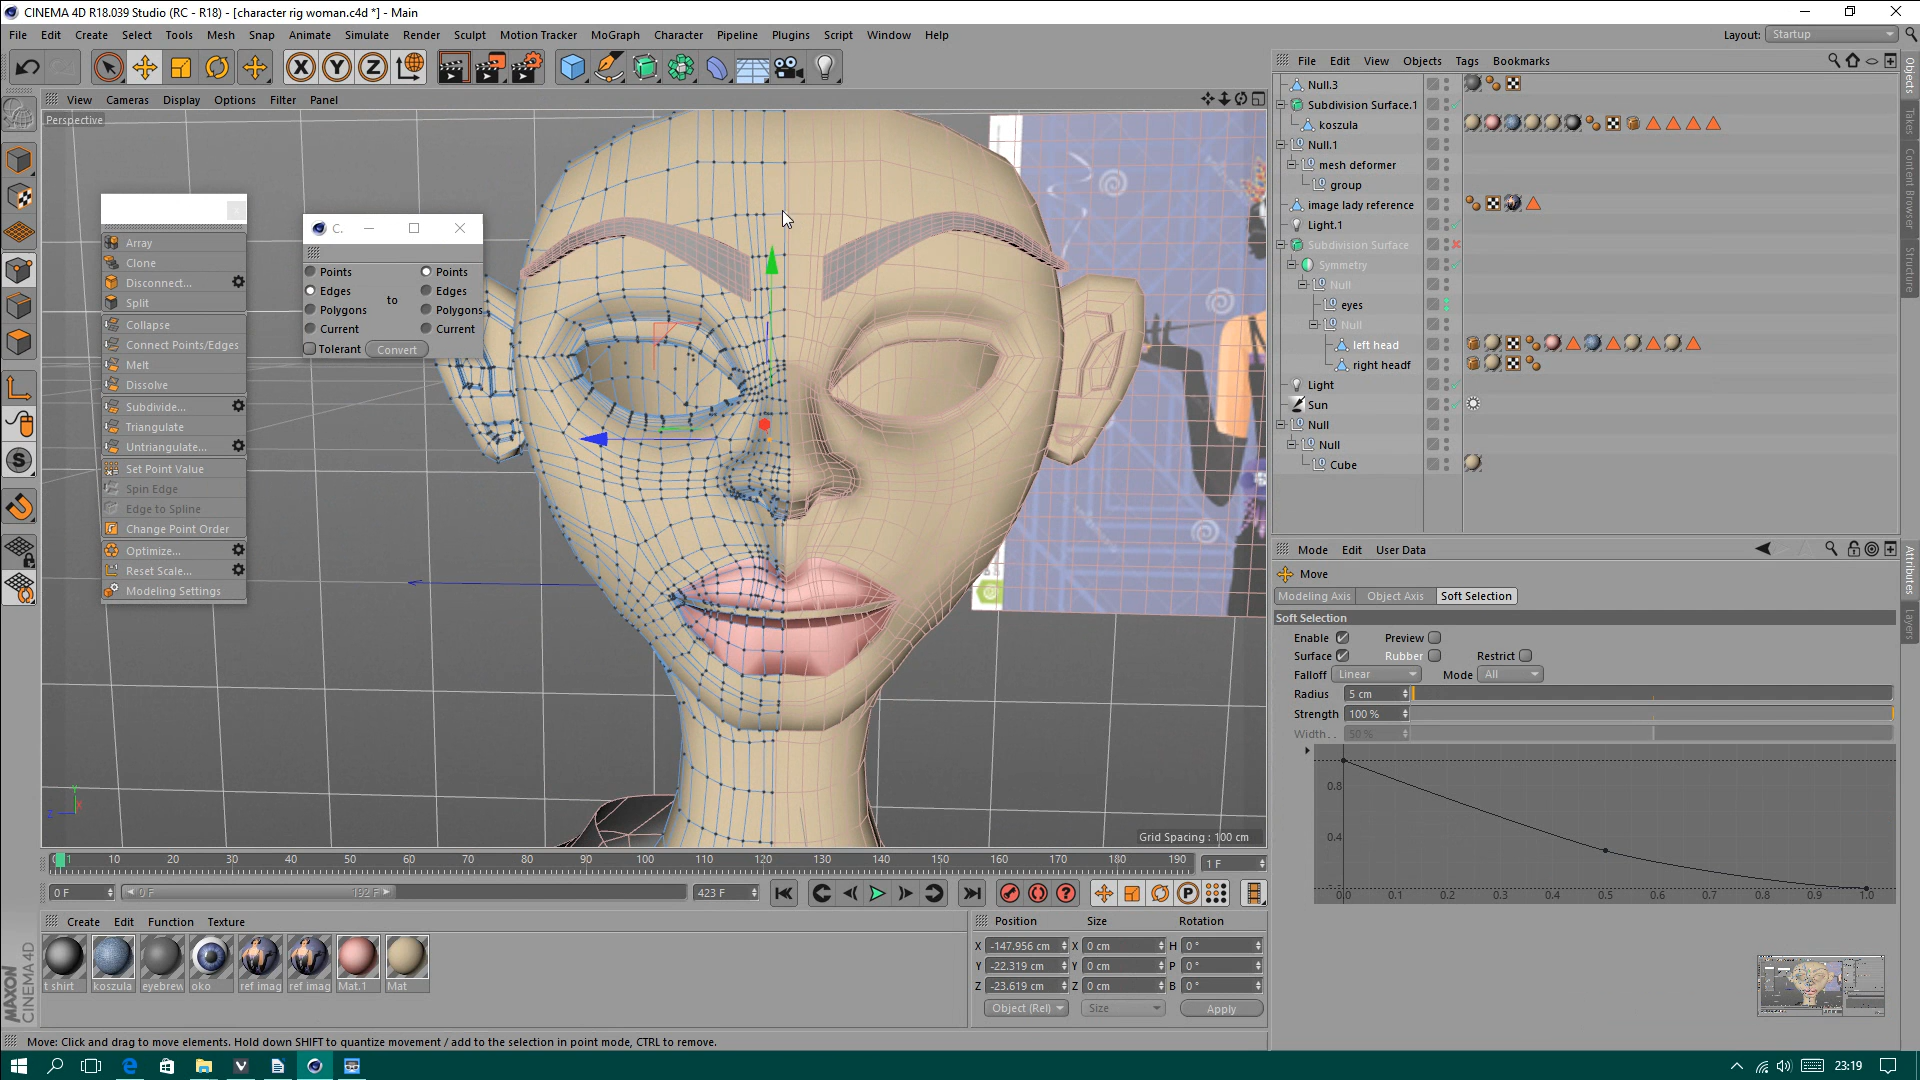 CINEMA 4D R18.039 Studio (RC - R18) - [character rig woman.c4d *] - Main
File Edit Create Select Tools Mesh Snap Animate Simulate Render Sculpt Motion Tracker MoGraph Character Pipeline Plugins Script Window Help
Layout: Startup
View Cameras Display Options Filter Panel
Perspective
Array
Clone
Disconnect...
Split
Collapse
Connect Points/Edges
Melt
Dissolve
Subdivide...
Triangulate
Untriangulate...
Set Point Value
Spin Edge
Edge to Spline
Change Point Order
Optimize...
Reset Scale...
Modeling Settings
C.
Points Points
Edges to Edges
Polygons Polygons
Current Current
Tolerant Convert
Grid Spacing : 100 cm
File Edit View Objects Tags Bookmarks
Null.3
Subdivision Surface.1
koszula
Null.1
mesh deformer
group
image lady reference
Light.1
Subdivision Surface
Symmetry
Null
eyes
Null
left head
right headf
Light
Sun
Null
Null
Cube
Objects
Takes
Content Browser
Structure
Mode Edit User Data
Move
Modeling Axis Object Axis Soft Selection
Soft Selection
Enable Preview
Surface Rubber Restrict
Falloff Linear Mode All
Radius 5 cm
Strength 100 %
Width. . 50 %
0.8
0.4
0.0 0.1 0.2 0.3 0.4 0.5 0.6 0.7 0.8 0.9 1.0
Attributes
Layers
10 20 30 40 50 60 70 80 90 100 110 120 130 140 150 160 170 180 190 1 F
0 F 0 F 192 F 423 F
Create Edit Function Texture
t shirt koszula eyebrew oko ref imag ref imag Mat.1 Mat
Position Size Rotation
X -147.956 cm X 0 cm H 0 °
Y -22.319 cm Y 0 cm P 0 °
Z -23.619 cm Z 0 cm B 0 °
Object (Rel) Size Apply
MAXON
CINEMA 4D
Move: Click and drag to move elements. Hold down SHIFT to quantize movement / add to the selection in point mode, CTRL to remove.
23:19